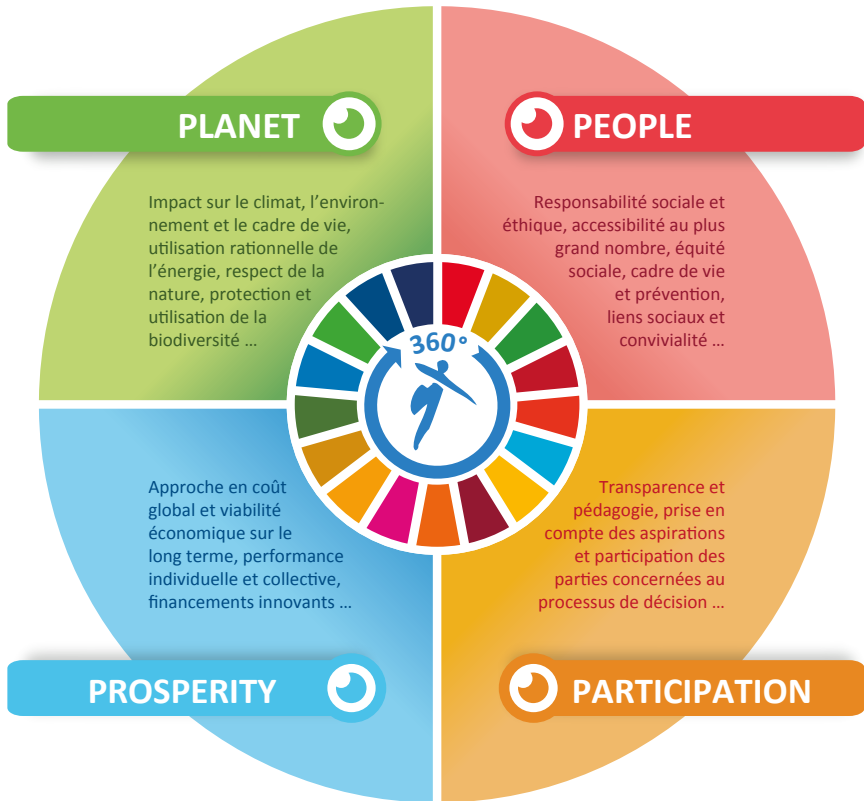 PLANET
Impact sur le climat, l’environ-
nement et le cadre de vie,
utilisation rationnelle de
l’énergie, respect de la
nature, protection et
utilisation de la
biodiversité ...
PEOPLE
Responsabilité sociale et
éthique, accessibilité au plus
grand nombre, équité
sociale, cadre de vie
et prévention,
liens sociaux et
convivialité ...
360°
Approche en coût
global et viabilité
économique sur le
long terme, performance
individuelle et collective,
financements innovants ...
PROSPERITY
Transparence et
pédagogie, prise en
compte des aspirations
et participation des
parties concernées au
processus de décision ...
PARTICIPATION